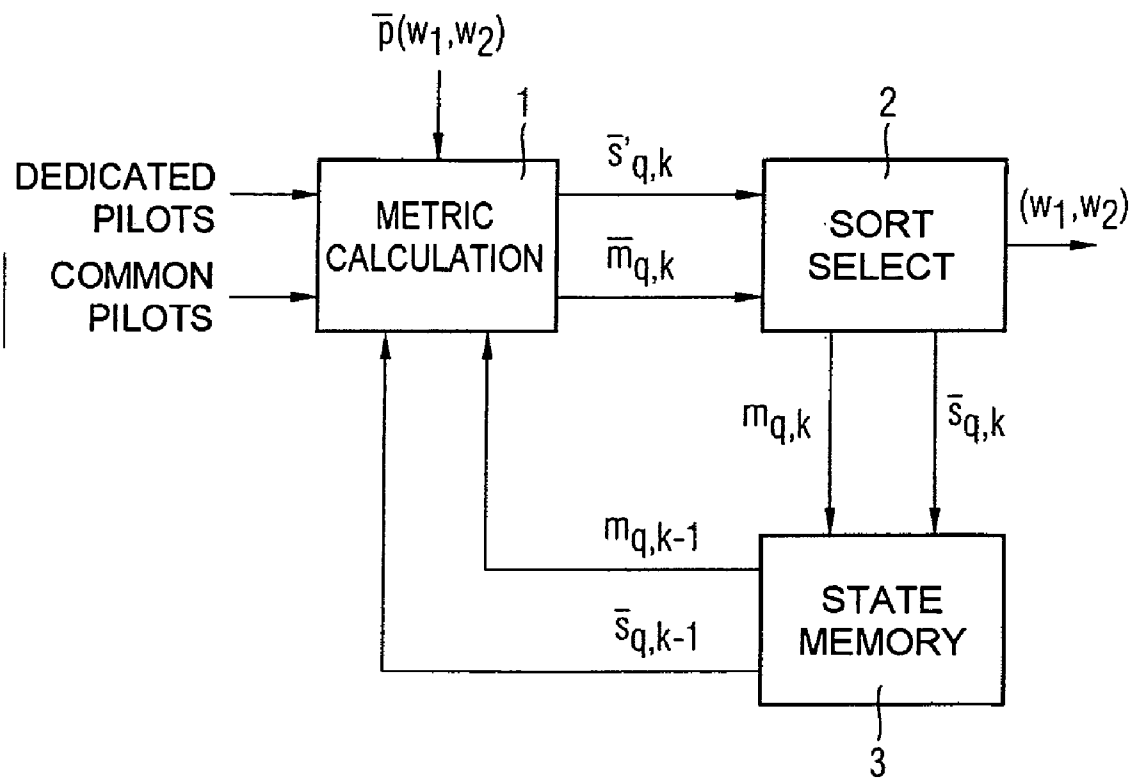 p̅(w₁,w₂)
1
2
DEDICATED
PILOTS
COMMON
PILOTS
METRIC
CALCULATION
s̅'q,k
m̅q,k
SORT
SELECT
(w₁,w₂)
mq,k
s̅q,k
mq,k-1
s̅q,k-1
STATE
MEMORY
3